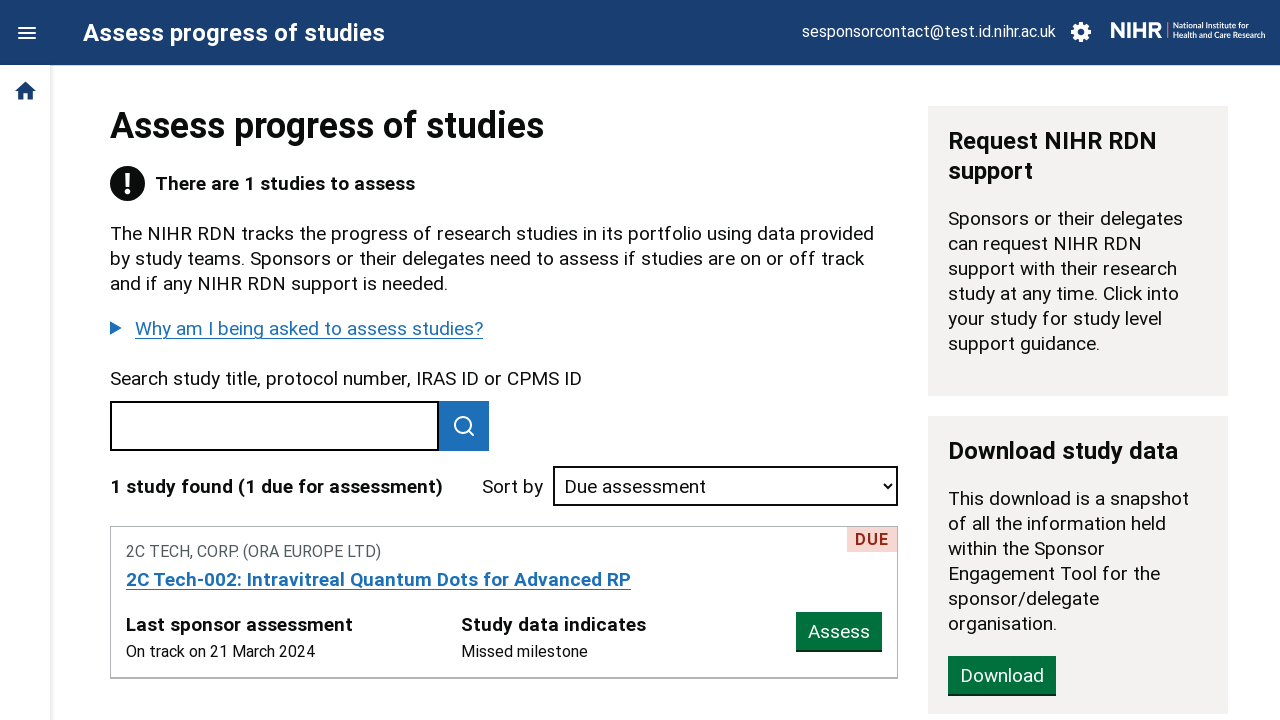 Assess progress of studies
sesponsorcontact@test.id.nihr.ac.uk
NIHR
National Institute for
Health and Care Research
Assess progress of studies
There are 1 studies to assess
The NIHR RDN tracks the progress of research studies in its portfolio using data provided
by study teams. Sponsors or their delegates need to assess if studies are on or off track
and if any NIHR RDN support is needed.
Why am I being asked to assess studies?
Search study title, protocol number, IRAS ID or CPMS ID
1 study found (1 due for assessment)
Sort by
Due assessment
DUE
2C TECH, CORP. (ORA EUROPE LTD)
2C Tech-002: Intravitreal Quantum Dots for Advanced RP
Last sponsor assessment
On track on 21 March 2024
Study data indicates
Missed milestone
Assess
Request NIHR RDN
support
Sponsors or their delegates
can request NIHR RDN
support with their research
study at any time. Click into
your study for study level
support guidance.
Download study data
This download is a snapshot
of all the information held
within the Sponsor
Engagement Tool for the
sponsor/delegate
organisation.
Download